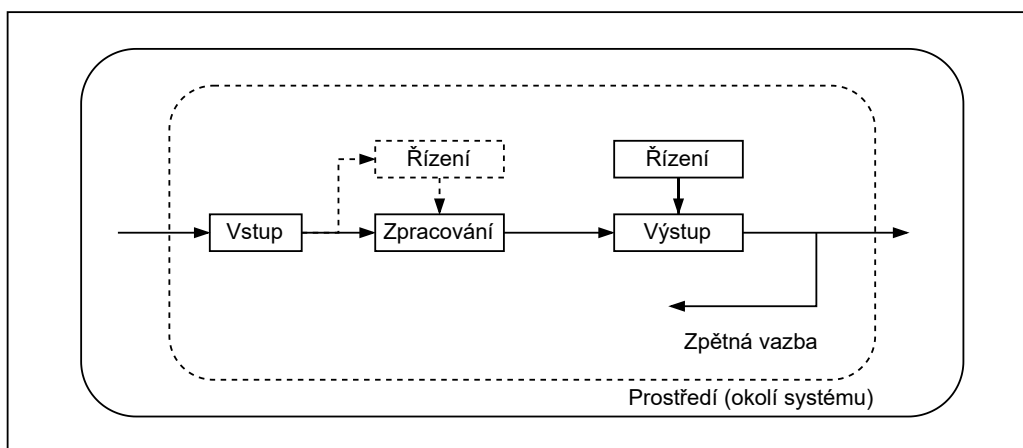 Řízení
Řízení
Vstup
Zpracování
Výstup
Zpětná vazba
Prostředí (okolí systému)